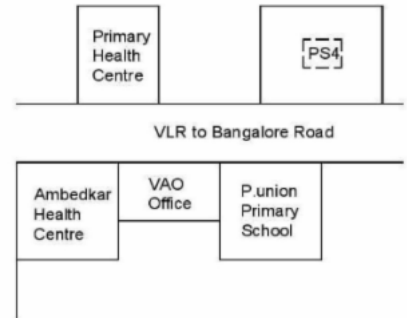 Primary
Health
Centre
PS4
VLR to Bangalore Road
Ambedkar
Health
Centre
VAO
Office
P.union
Primary
School